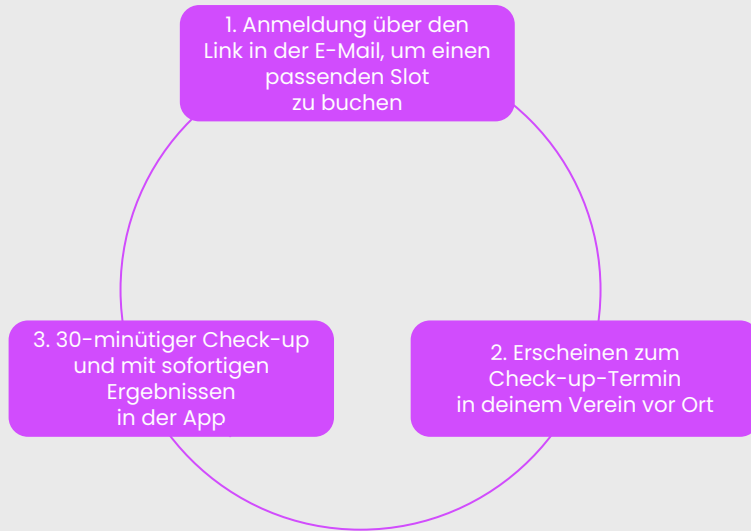 1. Anmeldung über den
Link in der E-Mail, um einen
passenden Slot
zu buchen
2. Erscheinen zum
Check-up-Termin
in deinem Verein vor Ort
3. 30-minütiger Check-up
und mit sofortigen
Ergebnissen
in der App